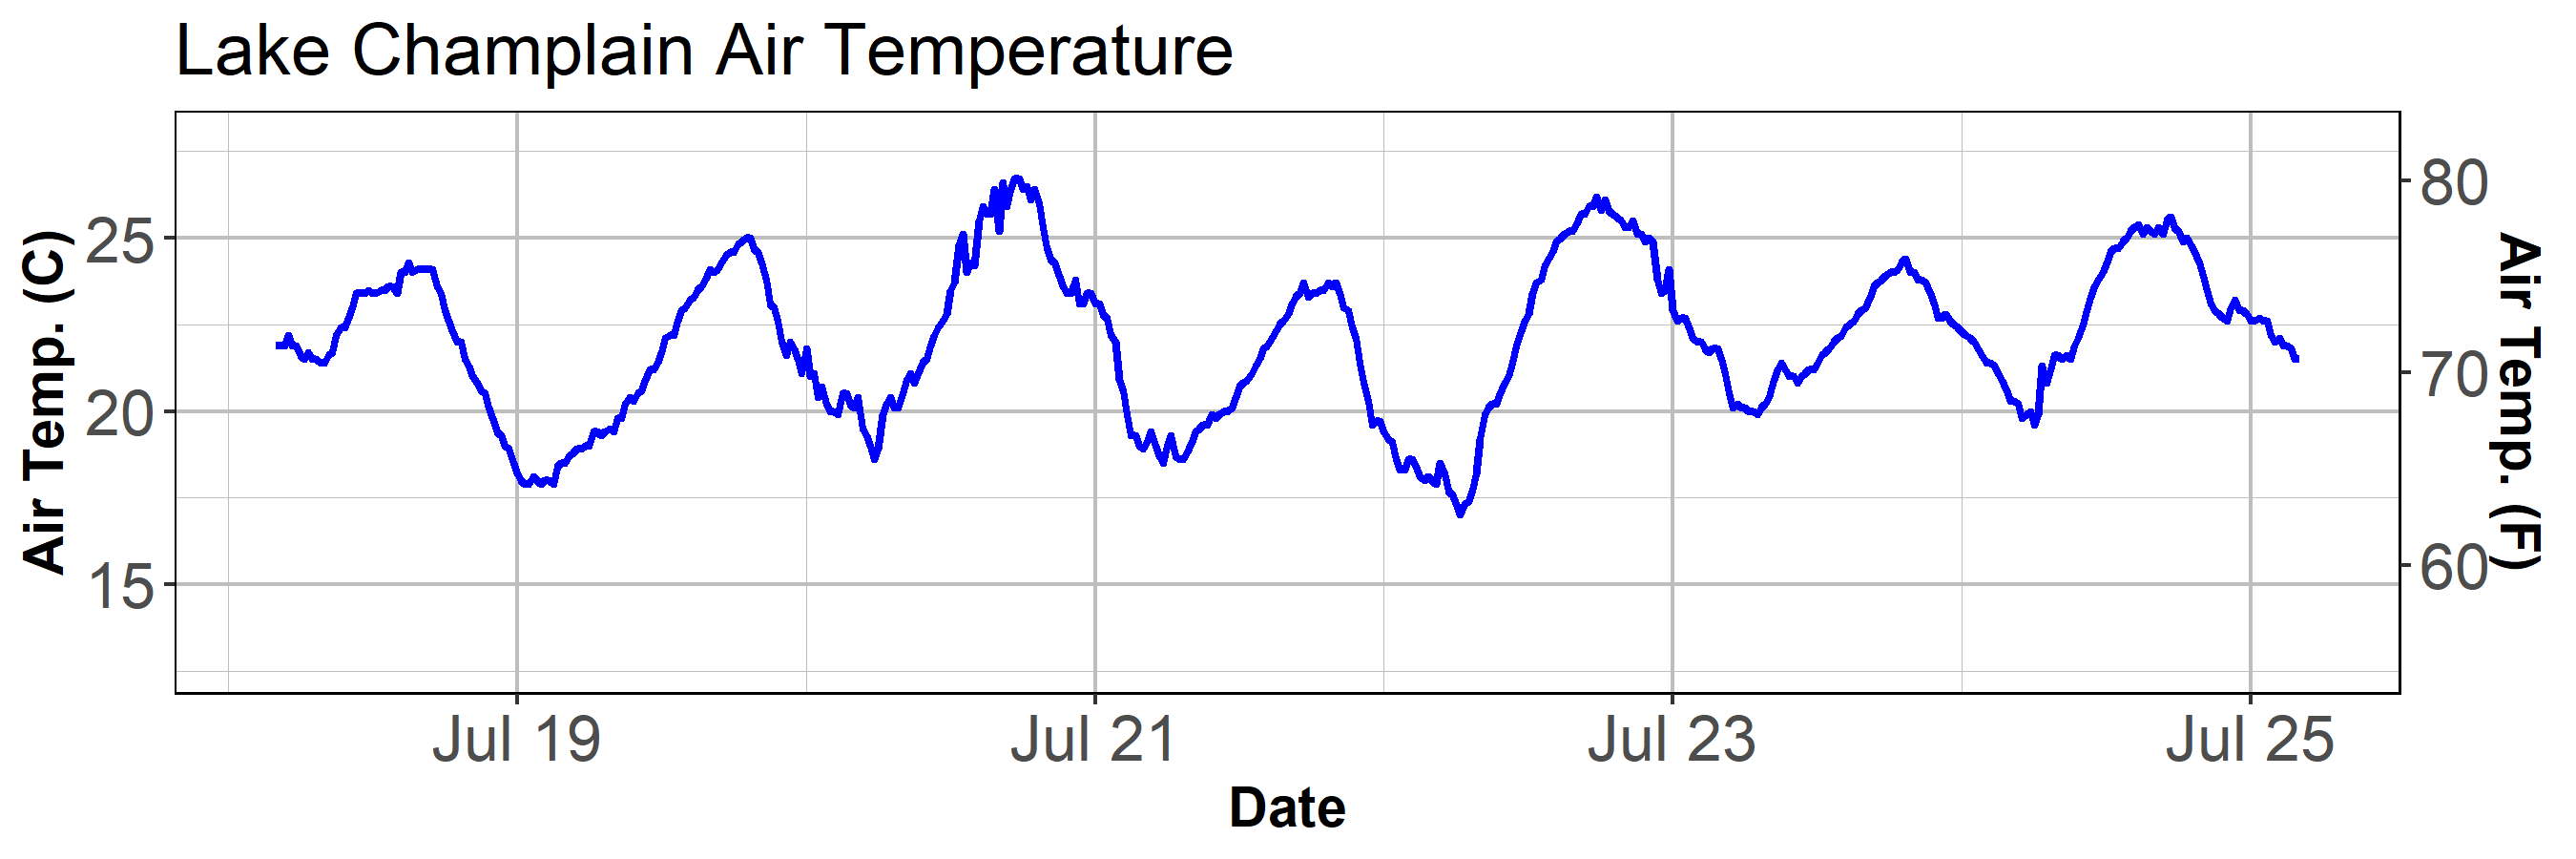 Lake Champlain Air Temperature
Air Temp. (C)
25
20
15
80
70
60
Air Temp. (F)
Jul 19
Jul 21
Jul 23
Jul 25
Date